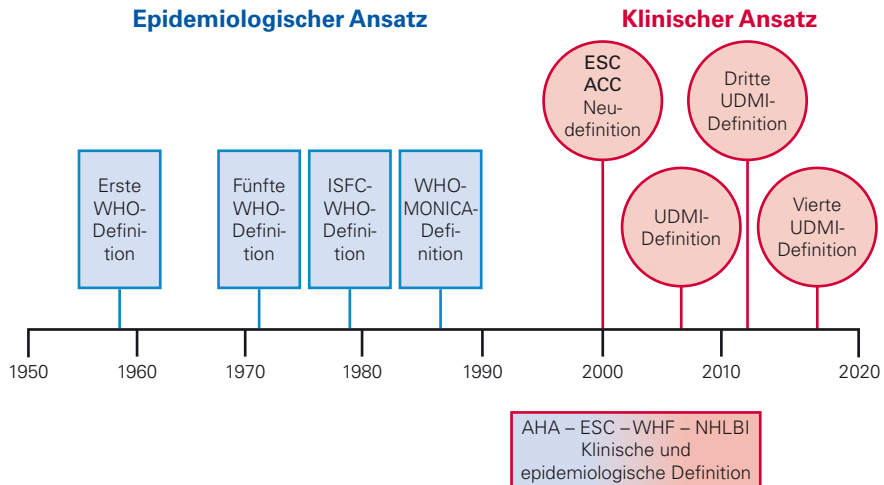 Epidemiologischer Ansatz
Klinischer Ansatz
Erste
WHO-
Defini-
tion
Fünfte
WHO-
Defini-
tion
ISFC-
WHO-
Defini-
tion
WHO-
MONICA-
Defi-
nition
ESC
ACC
Neu-
definition
UDMI-
Definition
Dritte
UDMI-
Definition
Vierte
UDMI-
Definition
1950 1960 1970 1980 1990 2000 2010 2020
AHA – ESC – WHF – NHLBI
Klinische und
epidemiologische Definition